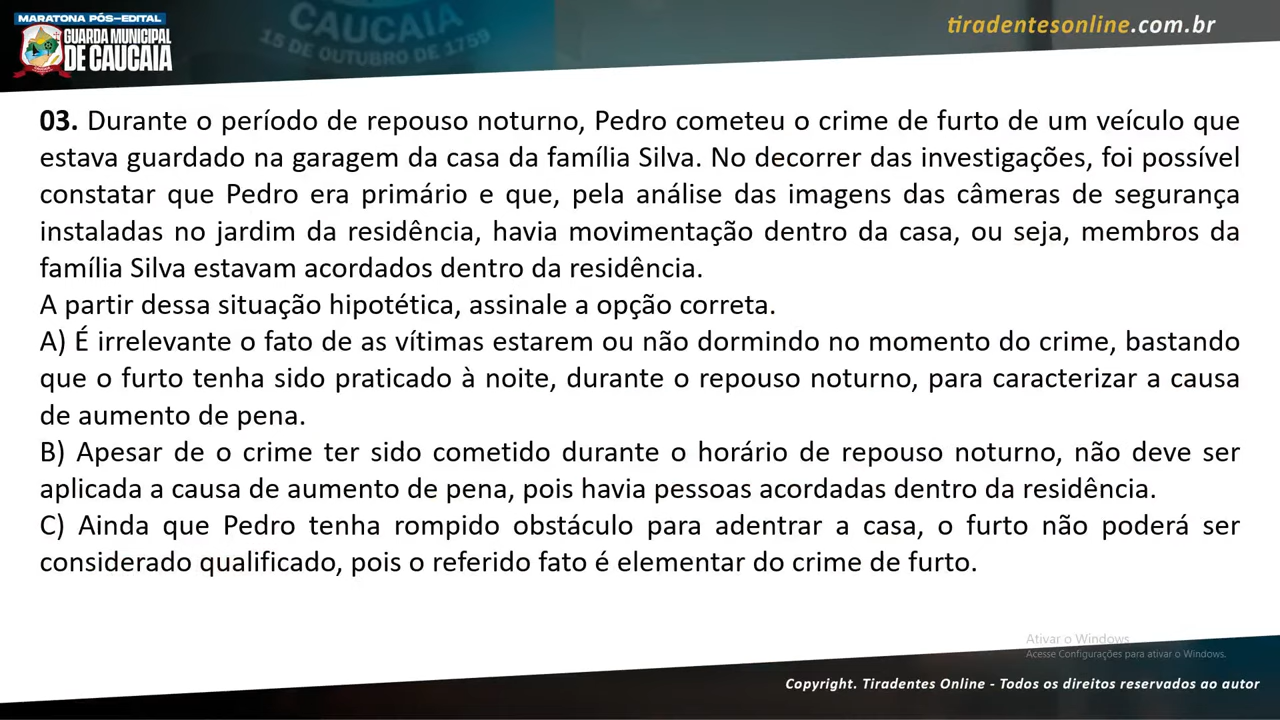 MARATONA PÓS-EDITAL
GUARDA MUNICIPAL
DE CAUCAIA
CAUCAIA
15 DE OUTUBRO DE 1759
tiradentesonline.com.br
03. Durante o período de repouso noturno, Pedro cometeu o crime de furto de um veículo que
estava guardado na garagem da casa da família Silva. No decorrer das investigações, foi possível
constatar que Pedro era primário e que, pela análise das imagens das câmeras de segurança
instaladas no jardim da residência, havia movimentação dentro da casa, ou seja, membros da
família Silva estavam acordados dentro da residência.
A partir dessa situação hipotética, assinale a opção correta.
A) É irrelevante o fato de as vítimas estarem ou não dormindo no momento do crime, bastando
que o furto tenha sido praticado à noite, durante o repouso noturno, para caracterizar a causa
de aumento de pena.
B) Apesar de o crime ter sido cometido durante o horário de repouso noturno, não deve ser
aplicada a causa de aumento de pena, pois havia pessoas acordadas dentro da residência.
C) Ainda que Pedro tenha rompido obstáculo para adentrar a casa, o furto não poderá ser
considerado qualificado, pois o referido fato é elementar do crime de furto.
Ativar o Windows
Acesse Configurações para ativar o Windows.
Copyright. Tiradentes Online - Todos os direitos reservados ao autor